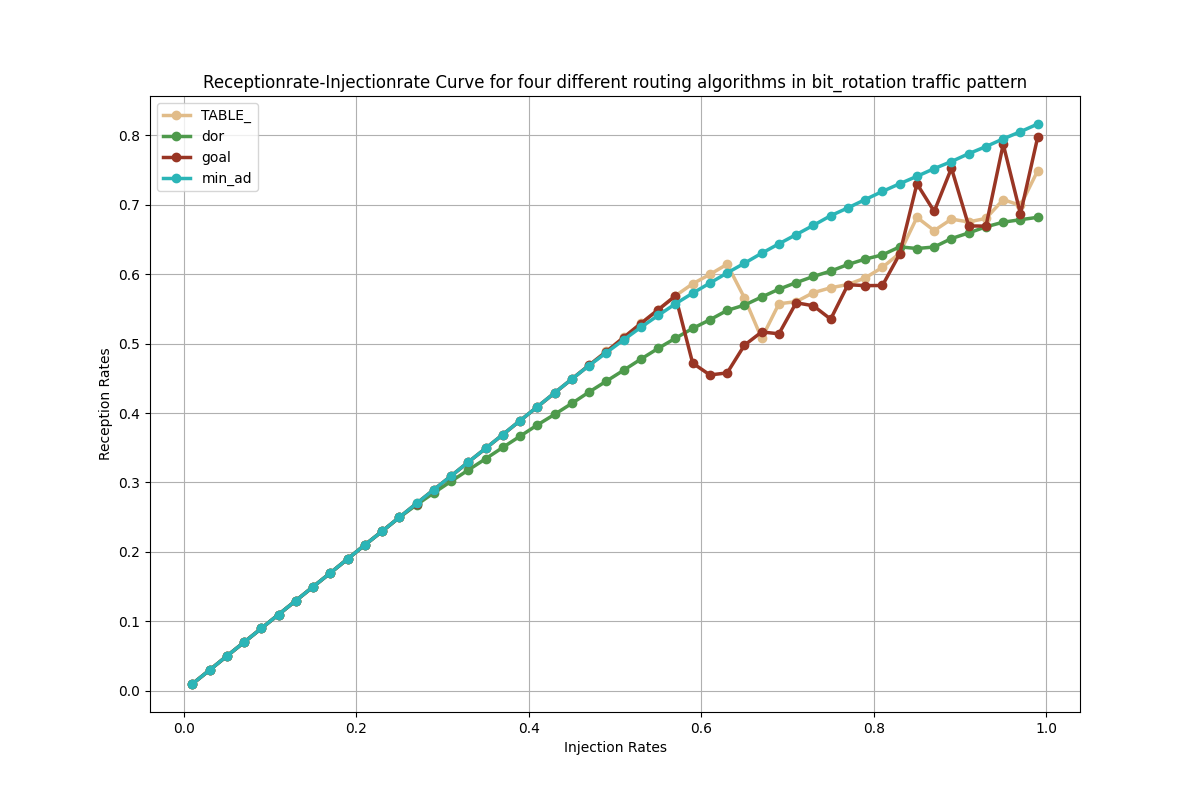 Receptionrate-Injectionrate Curve for four different routing algorithms in bit_rotation traffic pattern
TABLE_
dor
goal
min_ad
0.8
0.7
0.6
0.5
0.4
0.3
0.2
0.1
0.0
Reception Rates
0.0 0.2 0.4 0.6 0.8 1.0
Injection Rates